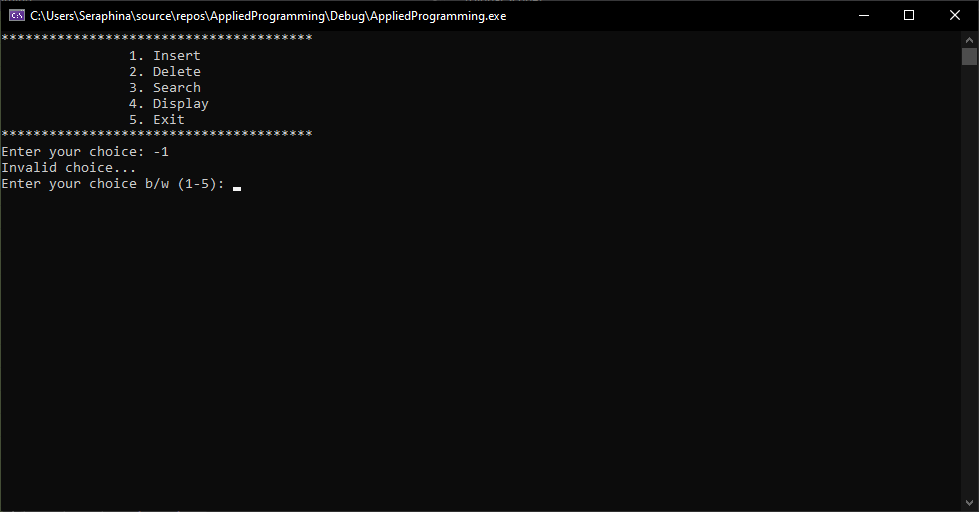 C:\Users\Seraphina\source\repos\AppliedProgramming\Debug\AppliedProgramming.exe
***************************************
1. Insert
2. Delete
3. Search
4. Display
5. Exit
***************************************
Enter your choice: -1
Invalid choice...
Enter your choice b/w (1-5):